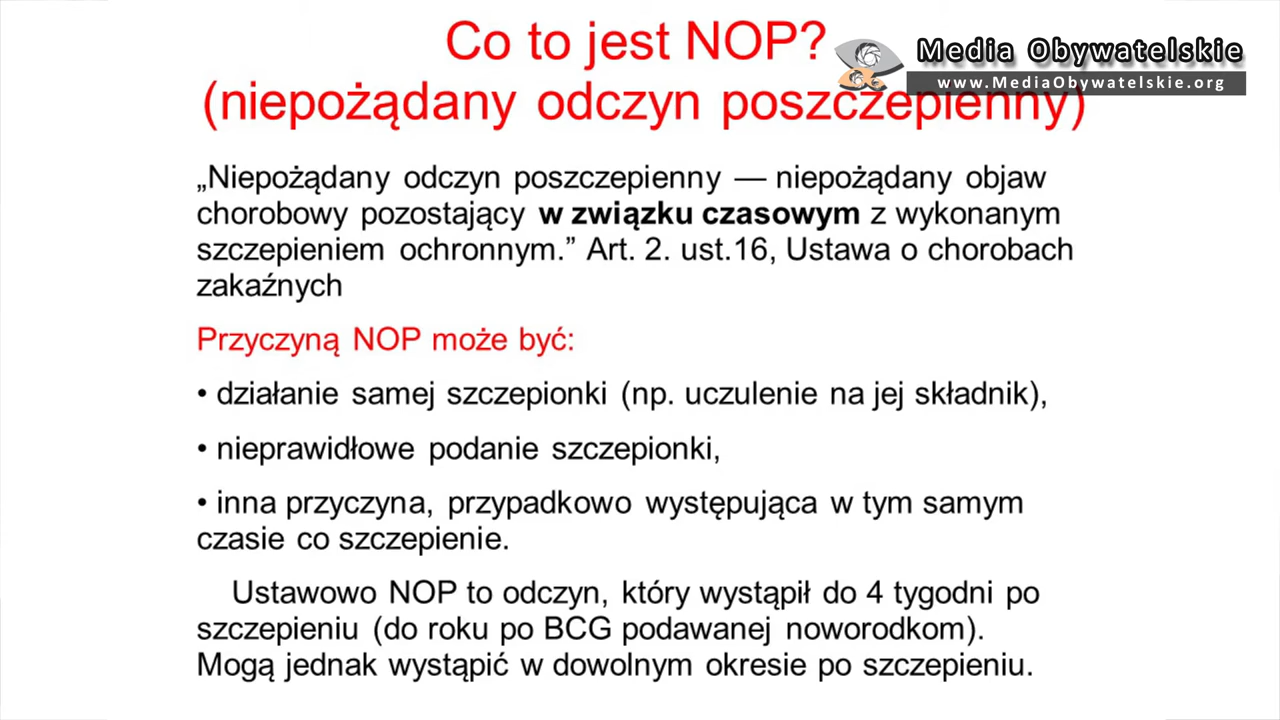 Co to jest NOP?
(niepożądany odczyn poszczepienny)
Media Obywatelskie
www.MediaObywatelskie.org
„Niepożądany odczyn poszczepienny — niepożądany objaw
chorobowy pozostający w związku czasowym z wykonanym
szczepieniem ochronnym.” Art. 2. ust.16, Ustawa o chorobach
zakaźnych
Przyczyną NOP może być:
• działanie samej szczepionki (np. uczulenie na jej składnik),
• nieprawidłowe podanie szczepionki,
• inna przyczyna, przypadkowo występująca w tym samym
czasie co szczepienie.
Ustawowo NOP to odczyn, który wystąpił do 4 tygodni po
szczepieniu (do roku po BCG podawanej noworodkom).
Mogą jednak wystąpić w dowolnym okresie po szczepieniu.